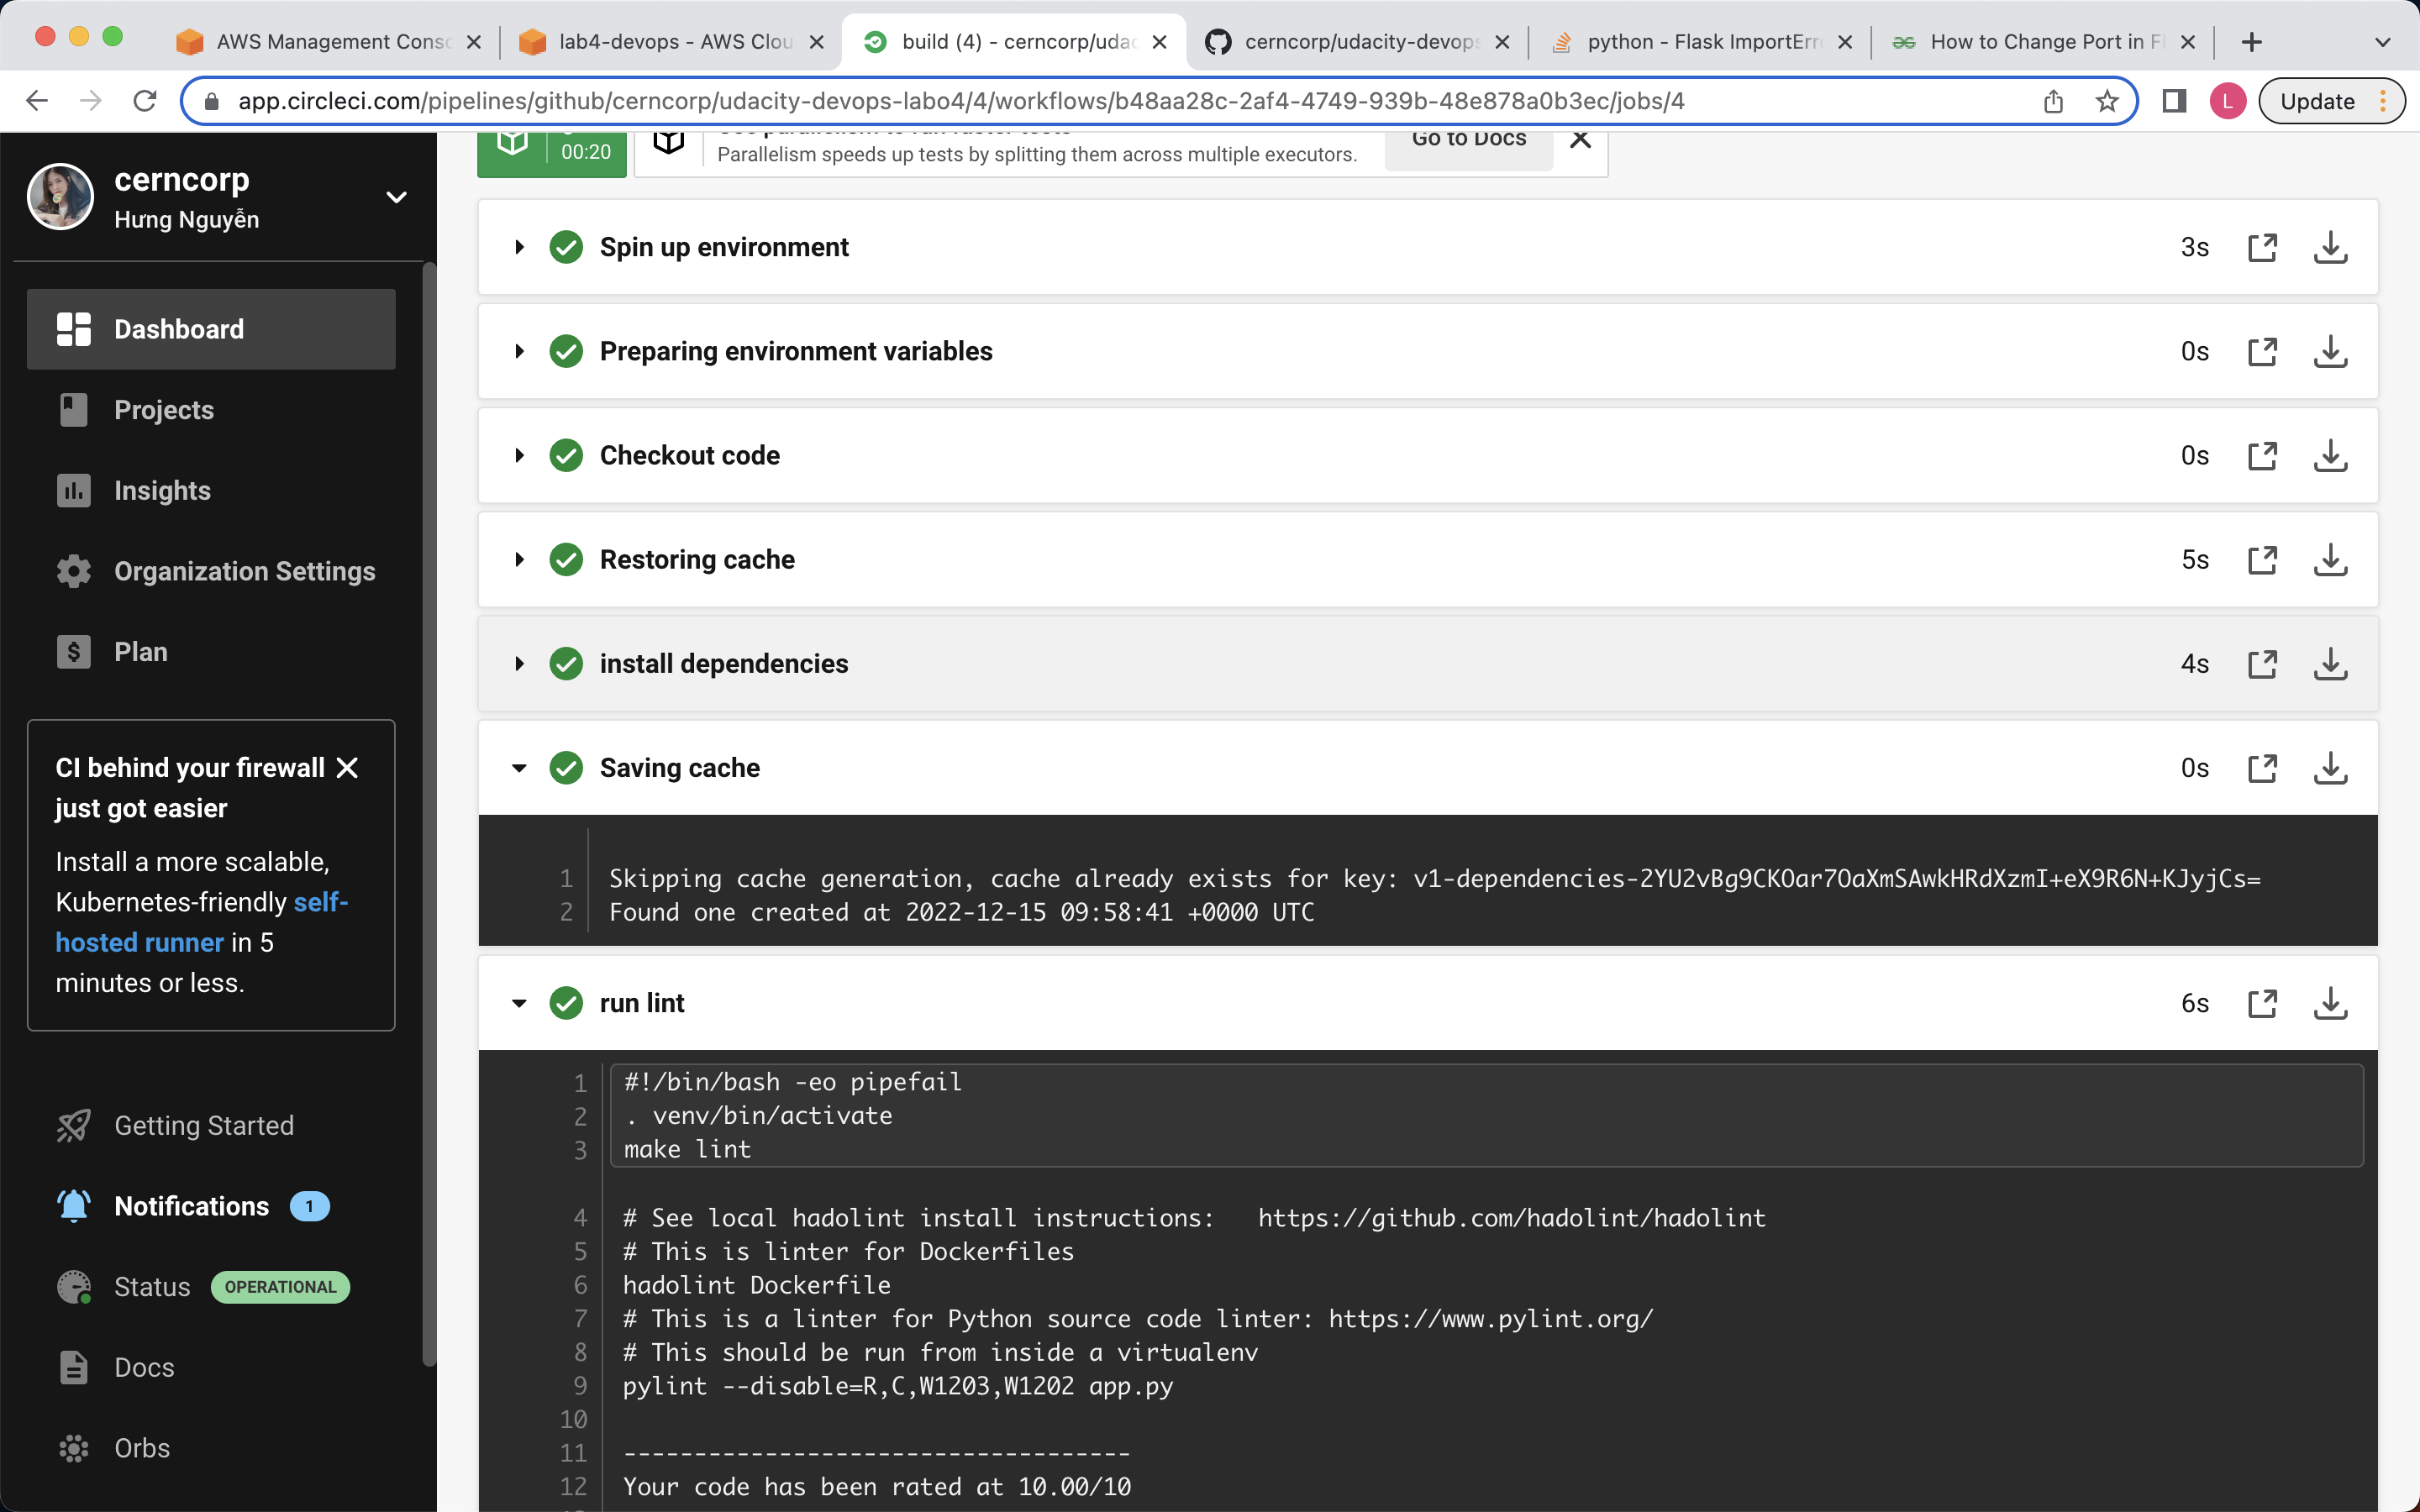 AWS Management Consc
lab4-devops - AWS Clou
build (4) - cerncorp/udac
cerncorp/udacity-devops
python - Flask ImportErro
How to Change Port in Fl
app.circleci.com/pipelines/github/cerncorp/udacity-devops-labo4/4/workflows/b48aa28c-2af4-4749-939b-48e878a0b3ec/jobs/4
L
Update
cerncorp
Hưng Nguyễn
Dashboard
Projects
Insights
Organization Settings
$ Plan
CI behind your firewall
just got easier
Install a more scalable,
Kubernetes-friendly self-
hosted runner in 5
minutes or less.
Getting Started
Notifications 1
Status OPERATIONAL
Docs
Orbs
00:20
Use parallelism to run faster tests
Parallelism speeds up tests by splitting them across multiple executors.
Go to Docs
Spin up environment 3s
Preparing environment variables 0s
Checkout code 0s
Restoring cache 5s
install dependencies 4s
Saving cache 0s
1 Skipping cache generation, cache already exists for key: v1-dependencies-2YU2vBg9CKOar7OaXmSAwkHRdXzmI+eX9R6N+KJyjCs=
2 Found one created at 2022-12-15 09:58:41 +0000 UTC
run lint 6s
1 #!/bin/bash -eo pipefail
2 . venv/bin/activate
3 make lint
4 # See local hadolint install instructions:   https://github.com/hadolint/hadolint
5 # This is linter for Dockerfiles
6 hadolint Dockerfile
7 # This is a linter for Python source code linter: https://www.pylint.org/
8 # This should be run from inside a virtualenv
9 pylint --disable=R,C,W1203,W1202 app.py
10
11 ------------------------------------
12 Your code has been rated at 10.00/10